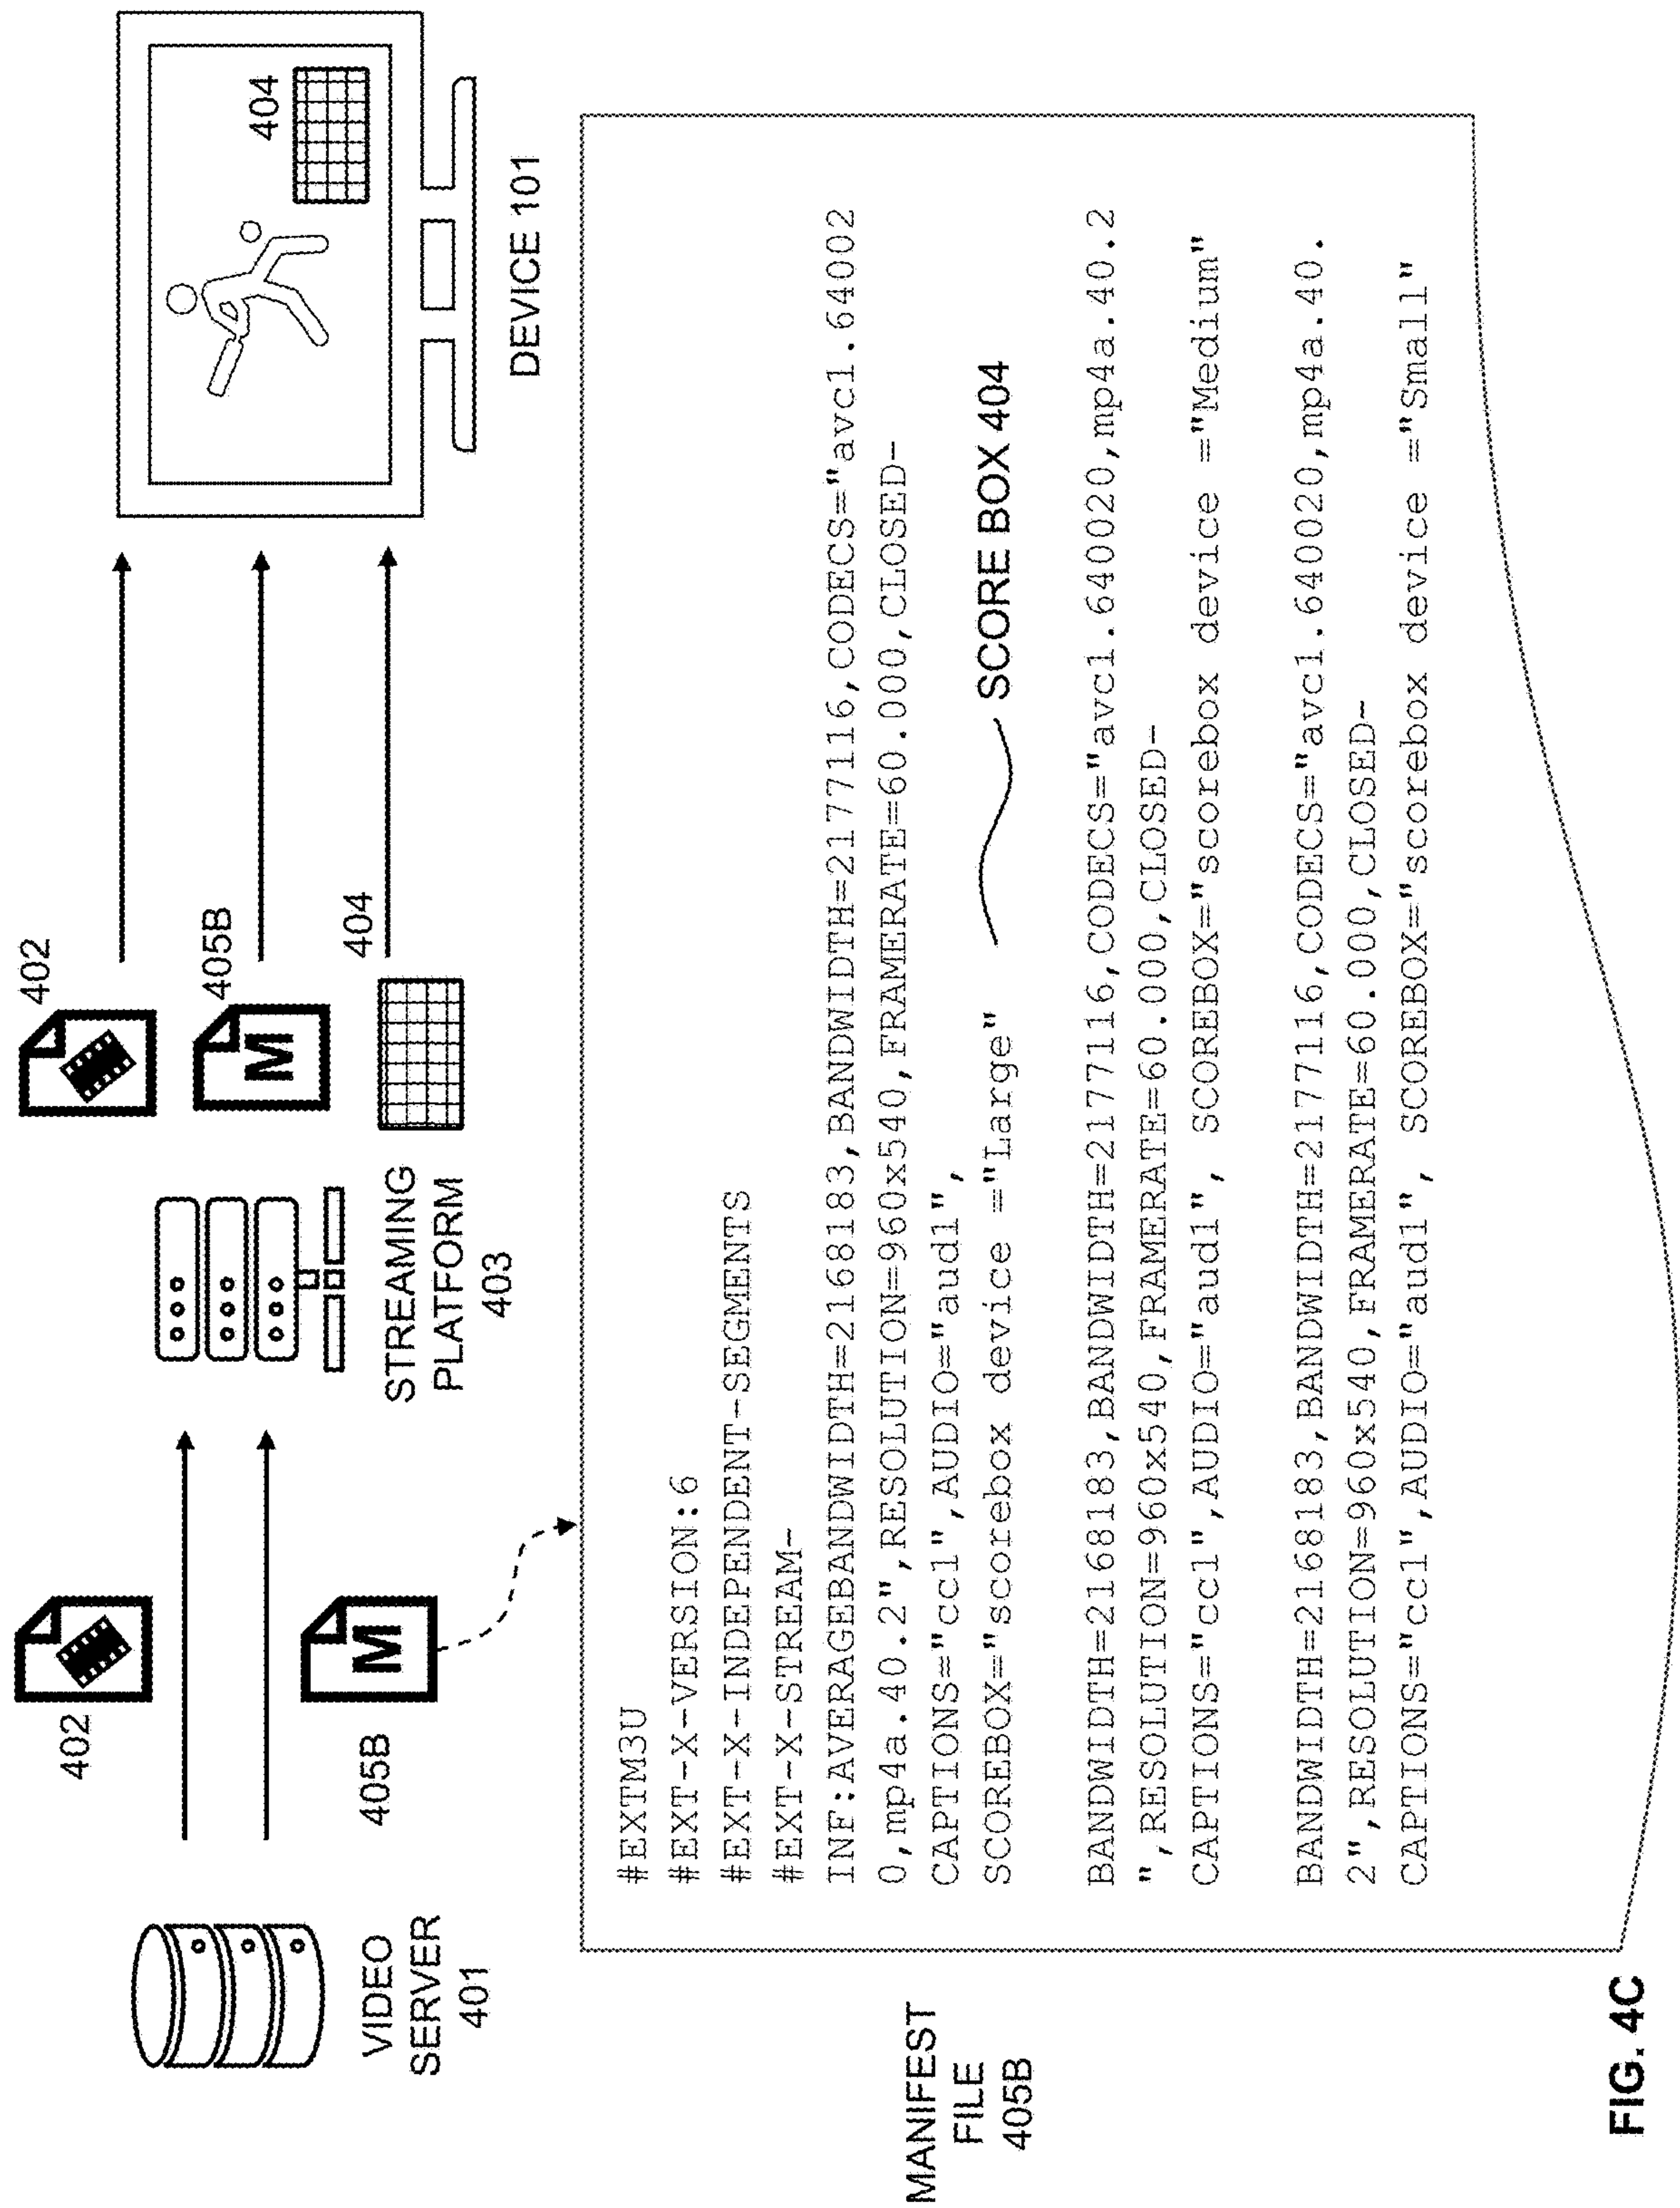 402
402
404
405B
405B
404
VIDEO
SERVER
401
STREAMING
PLATFORM
403
DEVICE 101
M
M
MANIFEST
FILE
405B
#EXTM3U
#EXT-X-VERSION:6
#EXT-X-INDEPENDENT-SEGMENTS
#EXT-X-STREAM-
INF:AVERAGEBANDWIDTH=2168183,BANDWIDTH=2177116,CODECS="avc1.64002
0,mp4a.40.2",RESOLUTION=960x540,FRAMERATE=60.000,CLOSED-
CAPTIONS="cc1",AUDIO="aud1",
SCOREBOX="scorebox device ="Large"
SCORE BOX 404
BANDWIDTH=2168183,BANDWIDTH=2177116,CODECS="avc1.640020,mp4a.40.2
",RESOLUTION=960x540,FRAMERATE=60.000,CLOSED-
CAPTIONS="cc1",AUDIO="aud1", SCOREBOX="scorebox device ="Medium"
BANDWIDTH=2168183,BANDWIDTH=2177116,CODECS="avc1.640020,mp4a.40.
2",RESOLUTION=960x540,FRAMERATE=60.000,CLOSED-
CAPTIONS="cc1",AUDIO="aud1", SCOREBOX="scorebox device ="Small"
FIG. 4C